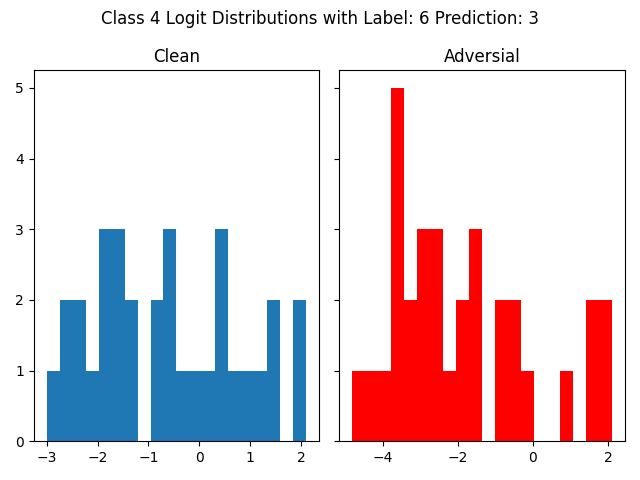 Class 4 Logit Distributions with Label: 6 Prediction: 3
Clean
Adversial
5
4
3
2
1
0
−3 −2 −1 0 1 2
−4 −2 0 2